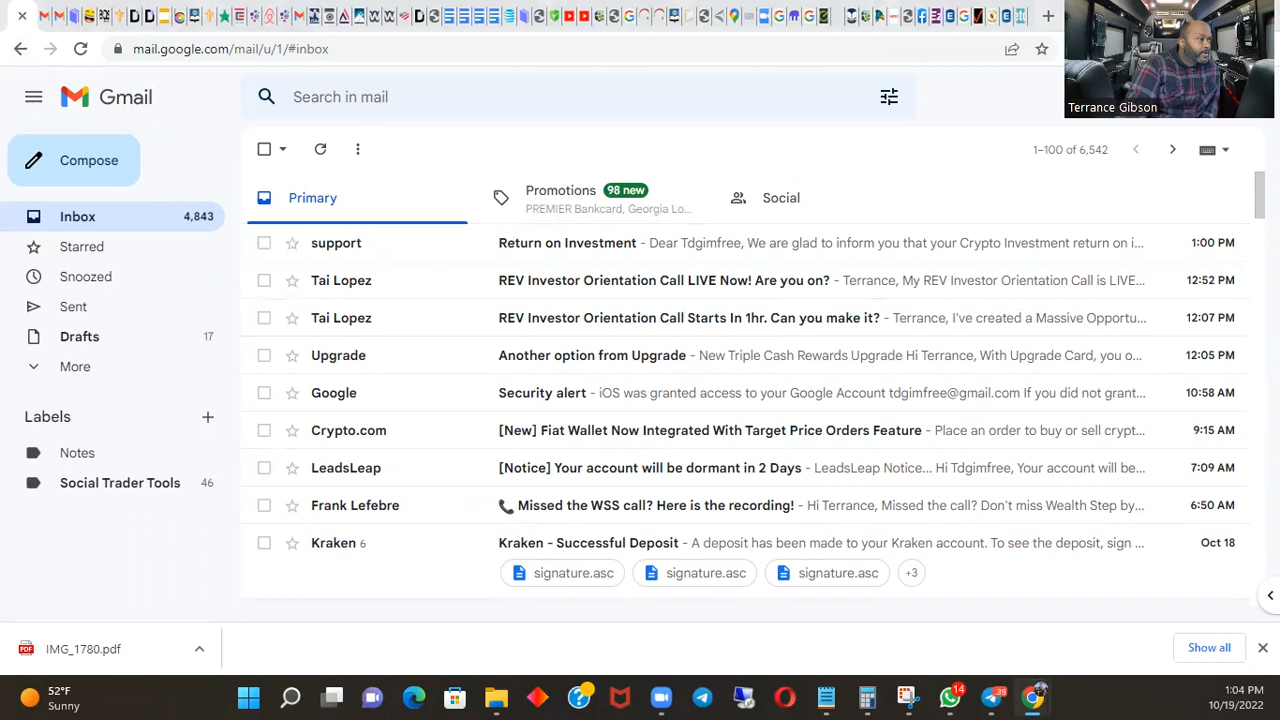 mail.google.com/mail/u/1/#inbox
Terrance Gibson
Gmail
Search in mail
Compose
1–100 of 6,542
Primary
Promotions 98 new
PREMIER Bankcard, Georgia Lo...
Social
Inbox 4,843
Starred
Snoozed
Sent
Drafts 17
More
Labels
Notes
Social Trader Tools 46
support Return on Investment - Dear Tdgimfree, We are glad to inform you that your Crypto Investment return on i... 1:00 PM
Tai Lopez REV Investor Orientation Call LIVE Now! Are you on? - Terrance, My REV Investor Orientation Call is LIVE... 12:52 PM
Tai Lopez REV Investor Orientation Call Starts In 1hr. Can you make it? - Terrance, I've created a Massive Opportu... 12:07 PM
Upgrade Another option from Upgrade - New Triple Cash Rewards Upgrade Hi Terrance, With Upgrade Card, you o... 12:05 PM
Google Security alert - iOS was granted access to your Google Account tdgimfree@gmail.com If you did not grant... 10:58 AM
Crypto.com [New] Fiat Wallet Now Integrated With Target Price Orders Feature - Place an order to buy or sell crypt... 9:15 AM
LeadsLeap [Notice] Your account will be dormant in 2 Days - LeadsLeap Notice... Hi Tdgimfree, Your account will be... 7:09 AM
Frank Lefebre Missed the WSS call? Here is the recording! - Hi Terrance, Missed the call? Don't miss Wealth Step by... 6:50 AM
Kraken 6 Kraken - Successful Deposit - A deposit has been made to your Kraken account. To see the deposit, sign ... Oct 18
signature.asc signature.asc signature.asc +3
IMG_1780.pdf
Show all
52°F
Sunny
14
39
1:04 PM
10/19/2022